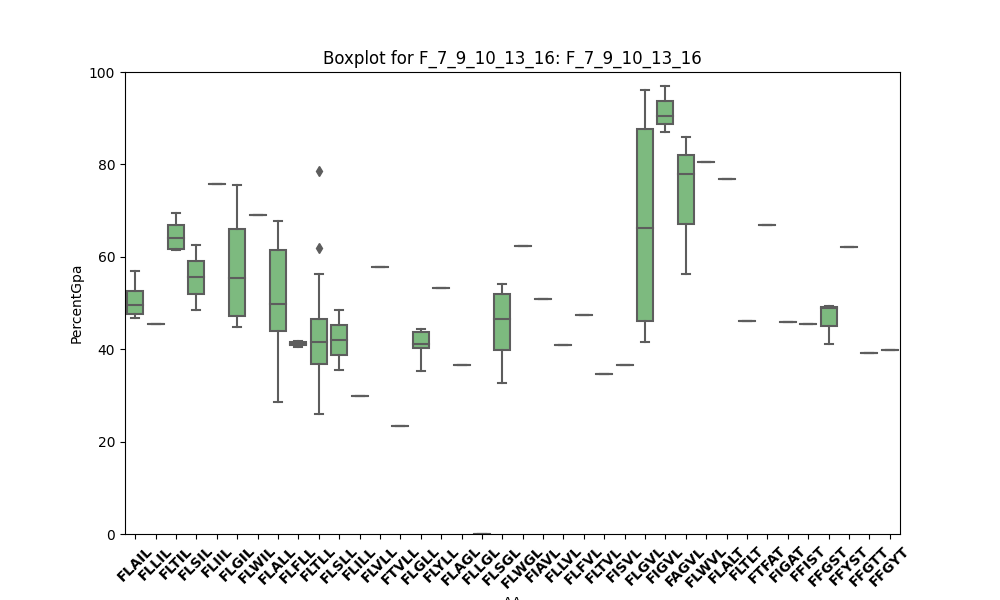 Boxplot for F_7_9_10_13_16: F_7_9_10_13_16
PercentGpa
100
80
60
40
20
0
FLAIL
FLLIL
FLTIL
FLSIL
FLIIL
FLGIL
FLWIL
FLALL
FLFLL
FLTLL
FLSLL
FLILL
FLVLL
FTVLL
FLGLL
FLYLL
FLAGL
FLLGL
FLSGL
FLWGL
FIAVL
FLLVL
FLFVL
FLTVL
FISVL
FLGVL
FIGVL
FAGVL
FLWVL
FLALT
FLTLT
FTFAT
FIGAT
FFIST
FFGST
FFYST
FFGTT
FFGYT